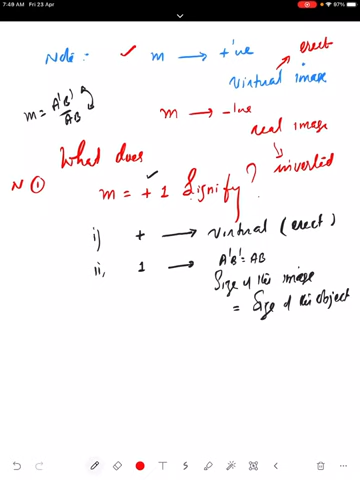 7:49 AM Fri 23 Apr
97%
Note :- ✓ m → +'ve erect
virtual image
m = A'B' / AB
m → -'ve
real image
inverted
What does
N ① m = + 1 Signify?
i) + → virtual (erect)
ii, 1 → A'B' = AB
Size of the image
= Size of the object